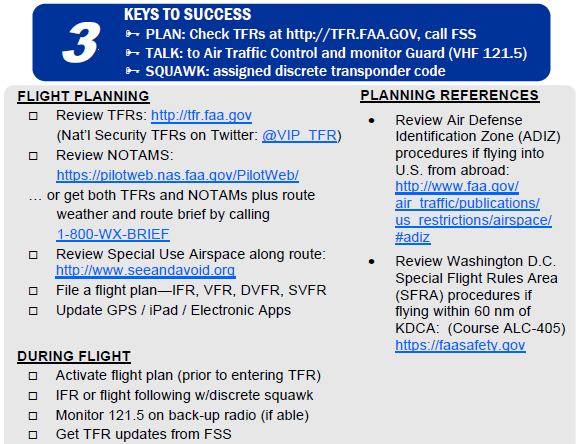 3
KEYS TO SUCCESS
PLAN: Check TFRs at http://TFR.FAA.GOV, call FSS
TALK: to Air Traffic Control and monitor Guard (VHF 121.5)
SQUAWK: assigned discrete transponder code
FLIGHT PLANNING
Review TFRs: http://tfr.faa.gov
(Nat'l Security TFRs on Twitter: @VIP_TFR)
Review NOTAMS:
https://pilotweb.nas.faa.gov/PilotWeb/
… or get both TFRs and NOTAMs plus route
weather and route brief by calling
1-800-WX-BRIEF
Review Special Use Airspace along route:
http://www.seeandavoid.org
File a flight plan—IFR, VFR, DVFR, SVFR
Update GPS / iPad / Electronic Apps
DURING FLIGHT
Activate flight plan (prior to entering TFR)
IFR or flight following w/discrete squawk
Monitor 121.5 on back-up radio (if able)
Get TFR updates from FSS
PLANNING REFERENCES
Review Air Defense
Identification Zone (ADIZ)
procedures if flying into
U.S. from abroad:
http://www.faa.gov/
air_traffic/publications/
us_restrictions/airspace/
#adiz
Review Washington D.C.
Special Flight Rules Area
(SFRA) procedures if
flying within 60 nm of
KDCA: (Course ALC-405)
https://faasafety.gov